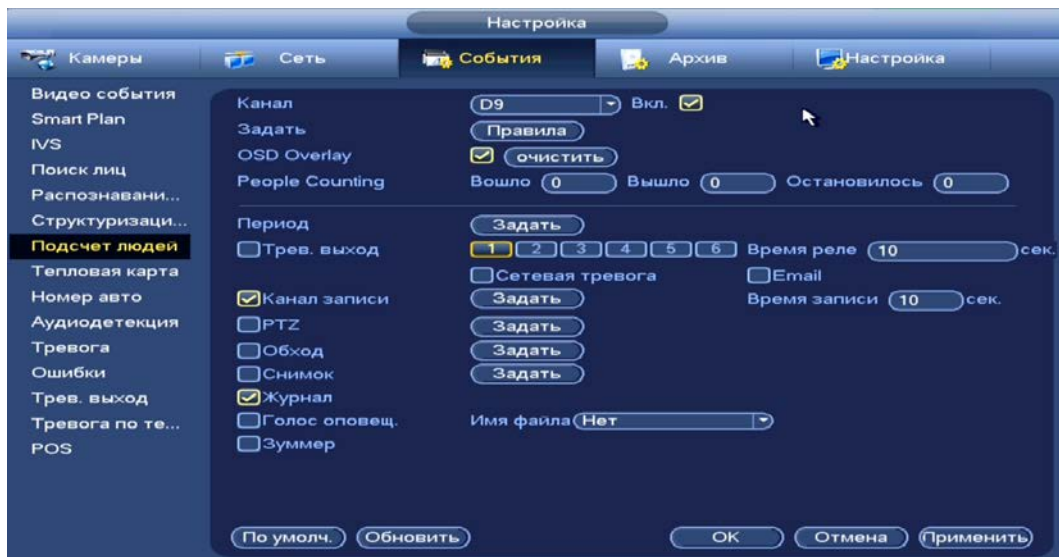 Настройка
Камеры Сеть События Архив Настройка
Видео события
Smart Plan
IVS
Поиск лиц
Распознавани...
Структуризаци...
Подсчет людей
Тепловая карта
Номер авто
Аудиодетекция
Тревога
Ошибки
Трев. выход
Тревога по те...
POS
Канал D9 Вкл.
Задать Правила
OSD Overlay очистить
People Counting Вошло 0 Вышло 0 Остановилось 0
Период Задать
Трев. выход 1 2 3 4 5 6 Время реле 10 сек.
Сетевая тревога Email
Канал записи Задать Время записи 10 сек.
PTZ Задать
Обход Задать
Снимок Задать
Журнал
Голос оповещ. Имя файла Нет
Зуммер
По умолч. Обновить OK Отмена Применить